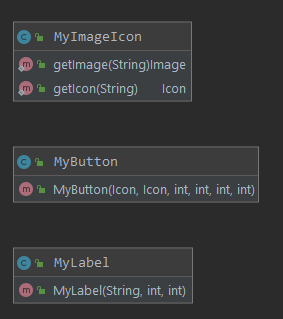 MyImageIcon
getImage(String)Image
getIcon(String) Icon
MyButton
MyButton(Icon, Icon, int, int, int, int)
MyLabel
MyLabel(String, int, int)